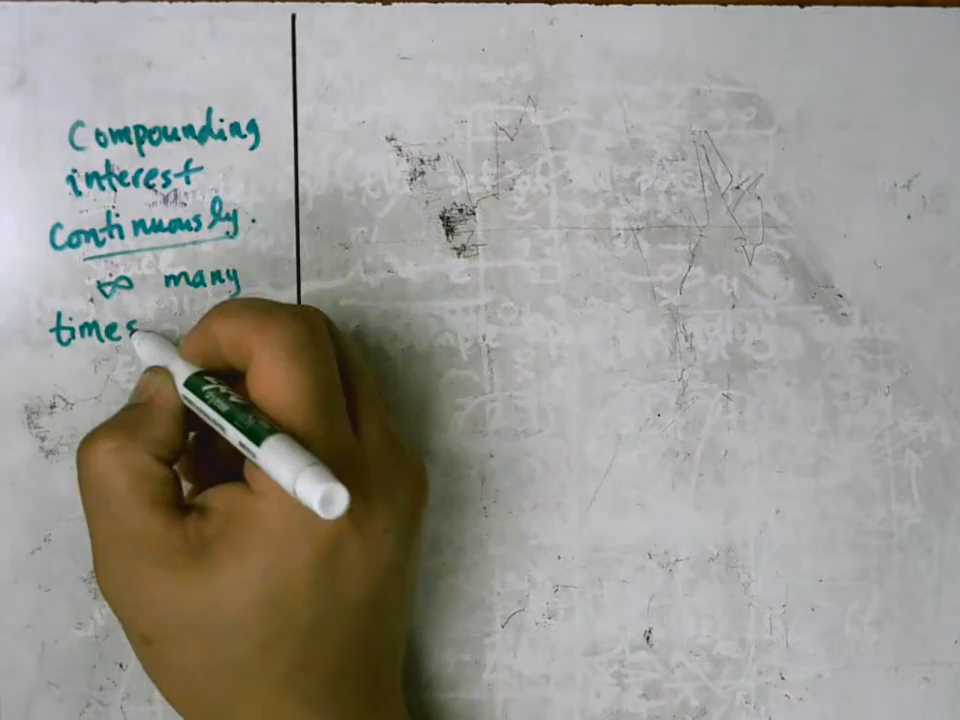 Compounding
interest
continuously.
∞ many
times